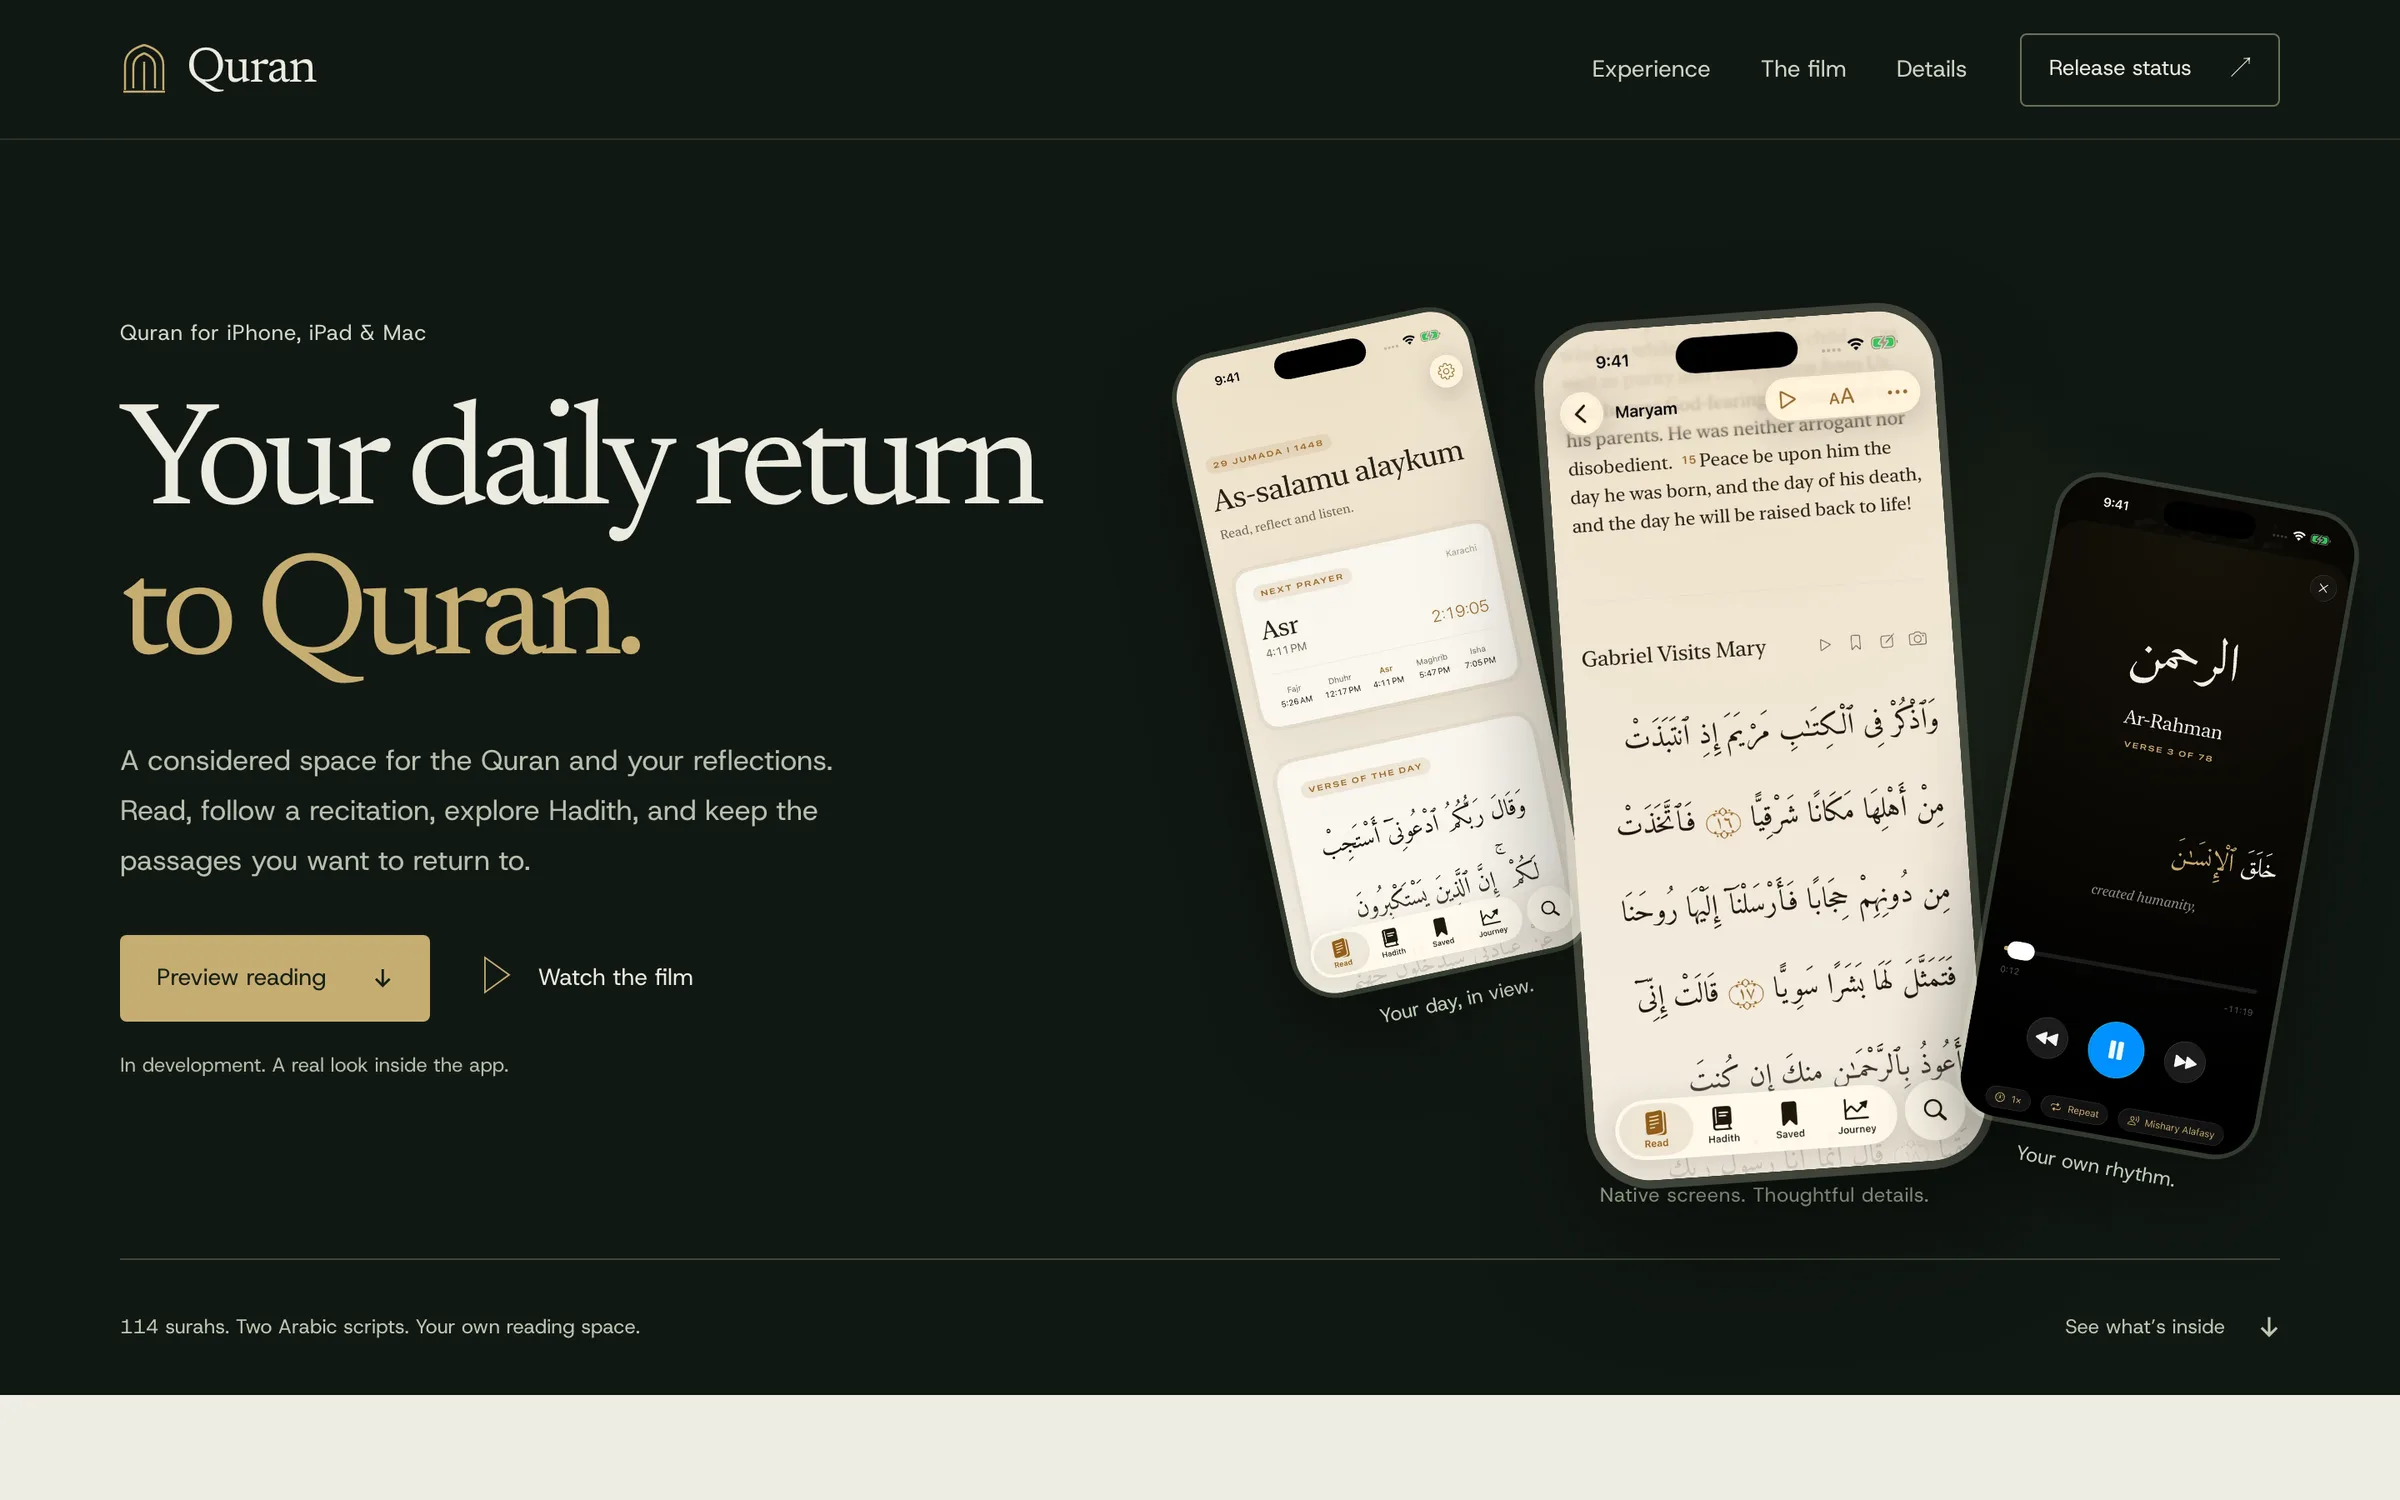 Quran
Experience
The film
Details
Release status
Quran for iPhone, iPad & Mac
Your daily return
to Quran.
A considered space for the Quran and your reflections.
Read, follow a recitation, explore Hadith, and keep the
passages you want to return to.
Preview reading
Watch the film
In development. A real look inside the app.
9:41
29 JUMADA I 1448
As-salamu alaykum
Read, reflect and listen.
NEXT PRAYER
Karachi
Asr
4:11 PM
2:19:05
Fajr Dhuhr Asr Maghrib Isha
5:26 AM 12:17 PM 4:11 PM 5:47 PM 7:05 PM
VERSE OF THE DAY
وَقَالَ رَبُّكُمُ ٱدْعُونِىٓ أَسْتَجِبْ
لَكُمْ ۚ إِنَّ ٱلَّذِينَ يَسْتَكْبِرُونَ
Read Hadith Saved Journey
Your day, in view.
9:41
Maryam
AA
his parents. He was neither arrogant nor
disobedient. 15 Peace be upon him the
day he was born, and the day of his death,
and the day he will be raised back to life!
Gabriel Visits Mary
وَٱذْكُرْ فِى ٱلْكِتَـٰبِ مَرْيَمَ إِذِ ٱنتَبَذَتْ
مِنْ أَهْلِهَا مَكَانًا شَرْقِيًّا ١٦ فَٱتَّخَذَتْ
مِن دُونِهِمْ حِجَابًا فَأَرْسَلْنَآ إِلَيْهَا رُوحَنَا
فَتَمَثَّلَ لَهَا بَشَرًا سَوِيًّا ١٧ قَالَتْ إِنِّىٓ
أَعُوذُ بِٱلرَّحْمَـٰنِ مِنكَ إِن كُنتَ
Read Hadith Saved Journey
Native screens. Thoughtful details.
9:41
الرحمن
Ar-Rahman
VERSE 3 OF 78
خَلَقَ ٱلْإِنسَـٰنَ
created humanity,
0:12
-11:19
1x
Repeat
Mishary Alafasy
Your own rhythm.
114 surahs. Two Arabic scripts. Your own reading space.
See what's inside